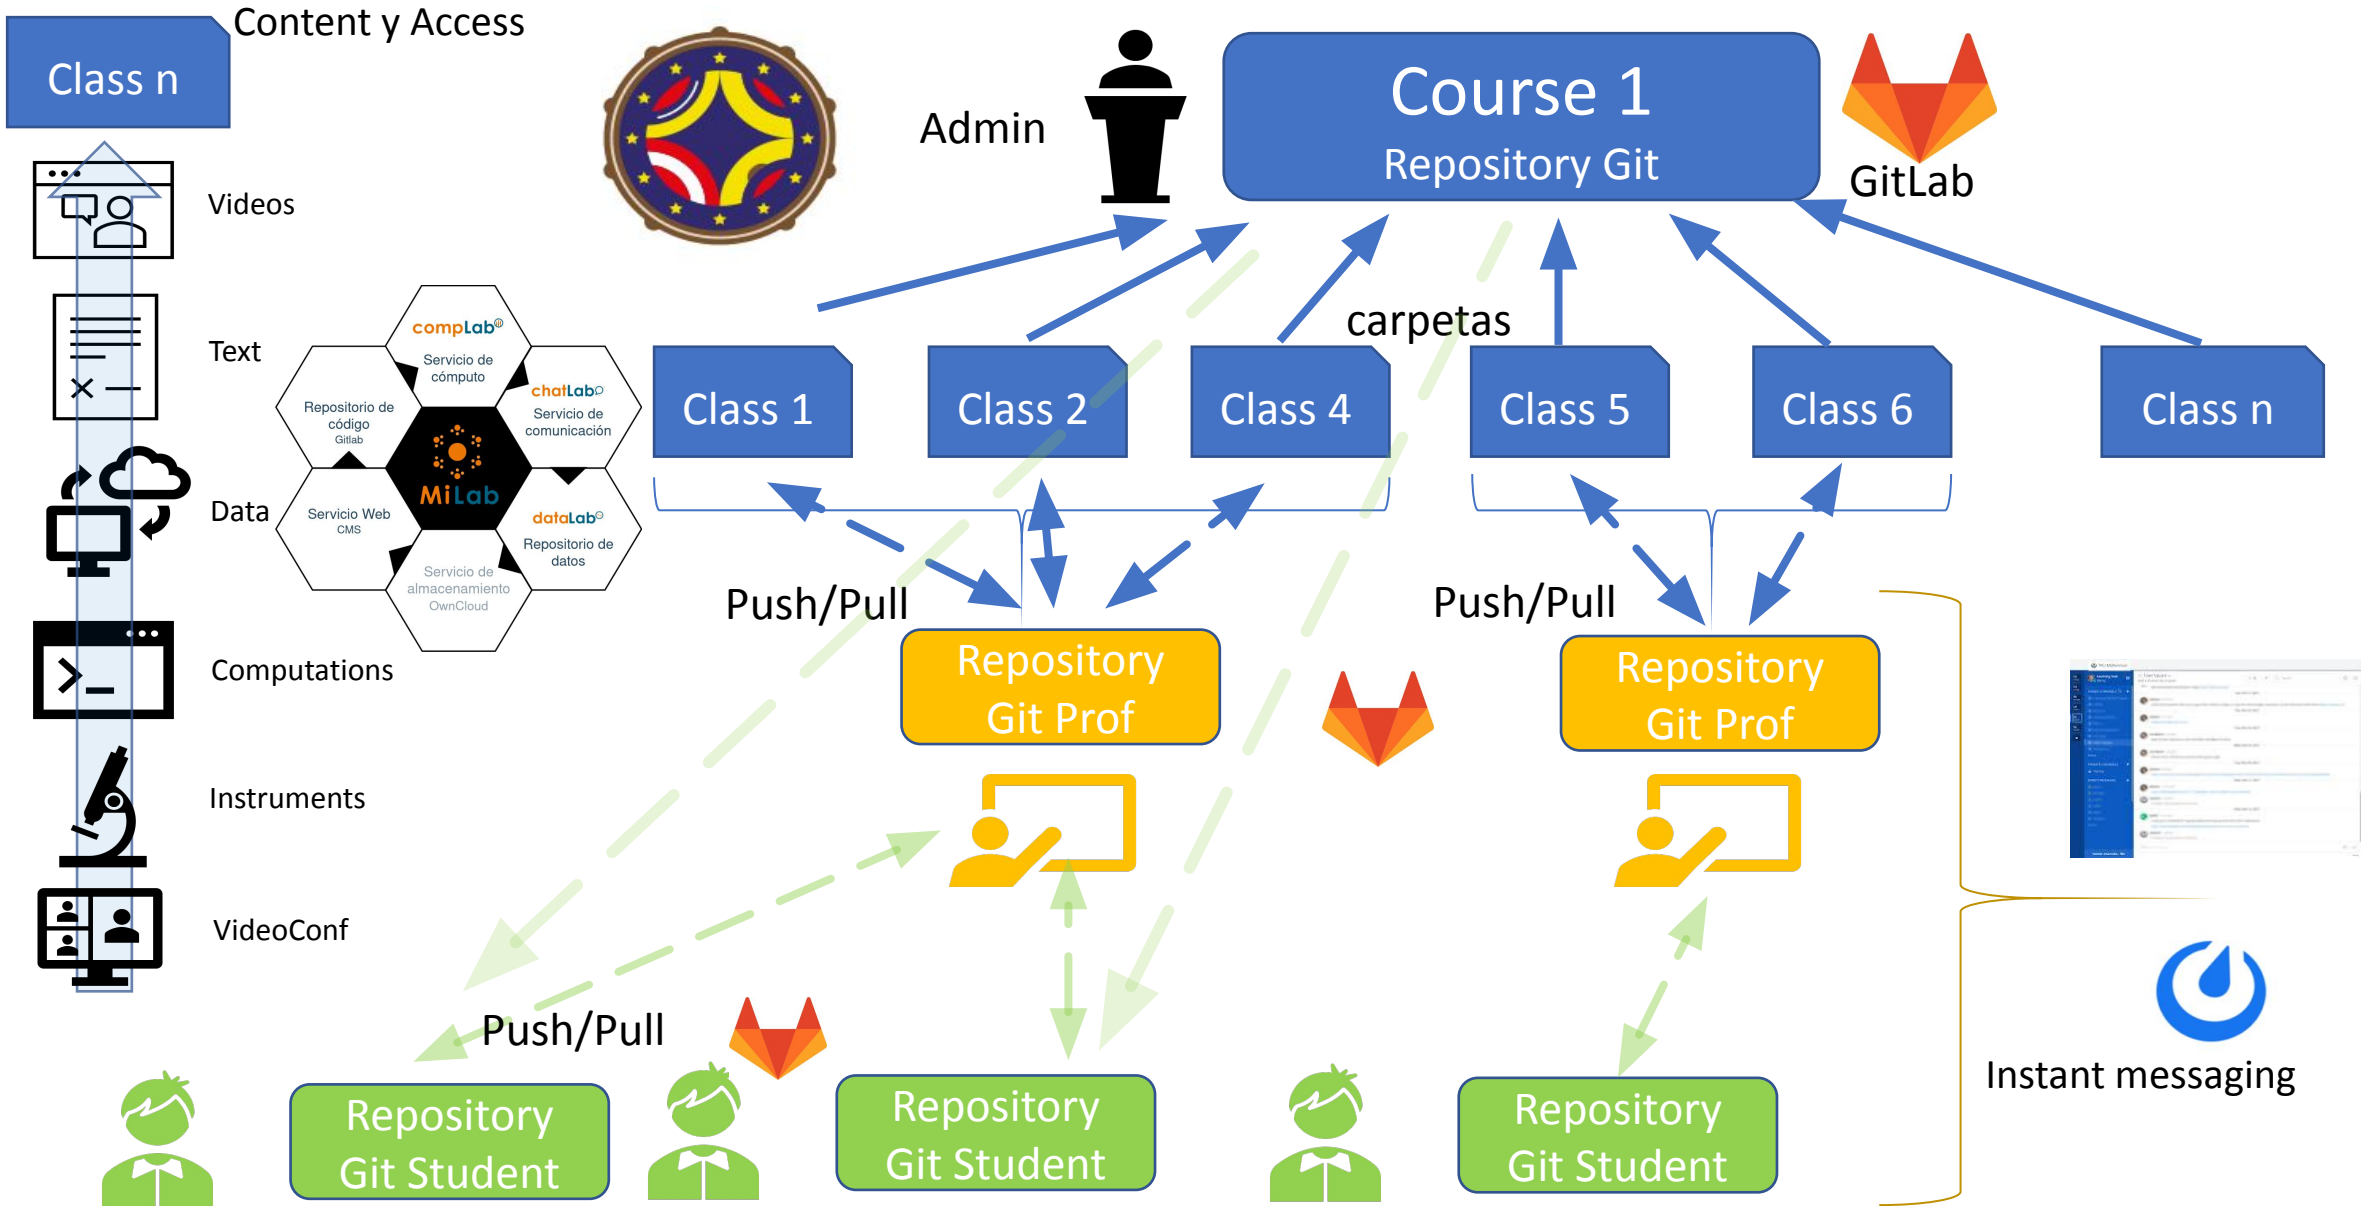 Content y Access
Class n
Videos
Text
Data
Computations
Instruments
VideoConf
compLab
Servicio de
cómputo
chatLab
Servicio de
comunicación
Repositorio de
código
Gitlab
MiLab
Servicio Web
CMS
dataLab
Repositorio de
datos
Servicio de
almacenamiento
OwnCloud
Admin
Course 1
Repository Git
GitLab
carpetas
Class 1
Class 2
Class 4
Class 5
Class 6
Class n
Push/Pull
Push/Pull
Repository
Git Prof
Repository
Git Prof
Push/Pull
Repository
Git Student
Repository
Git Student
Repository
Git Student
Instant messaging